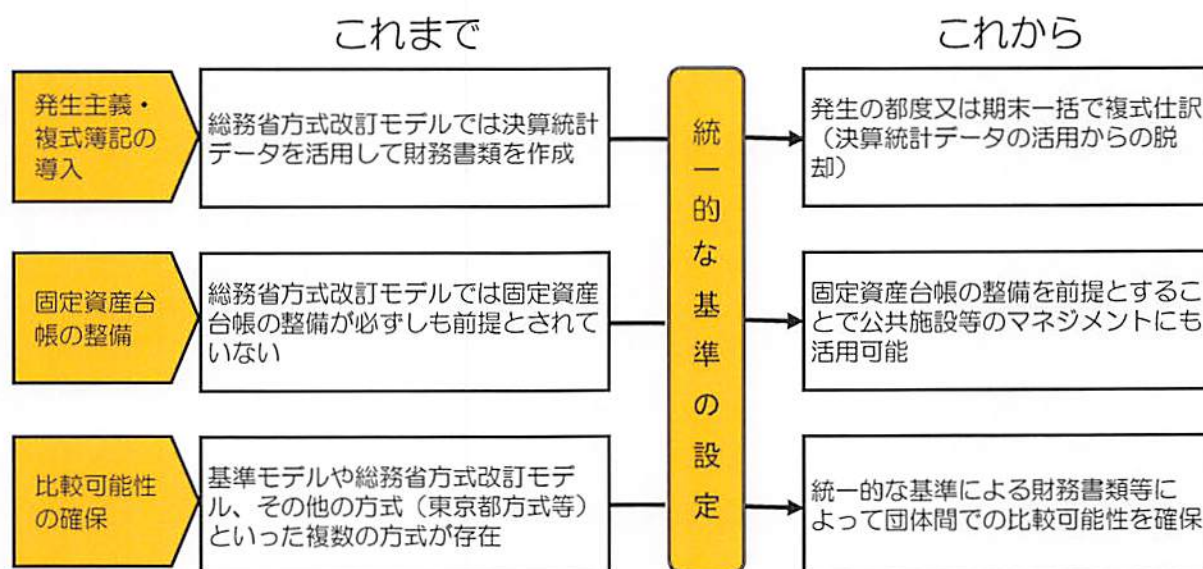 これまで
これから
発生主義・
複式簿記の
導入
総務省方式改訂モデルでは決算統計
データを活用して財務書類を作成
発生の都度又は期末一括で複式仕訳
（決算統計データの活用からの脱
却）
固定資産台
帳の整備
総務省方式改訂モデルでは固定資産
台帳の整備が必ずしも前提とされて
いない
固定資産台帳の整備を前提とするこ
とで公共施設等のマネジメントにも
活用可能
比較可能性
の確保
基準モデルや総務省方式改訂モデ
ル、その他の方式（東京都方式等）
といった複数の方式が存在
統一的な基準による財務書類等に
よって団体間での比較可能性を確保
統一的な基準の設定